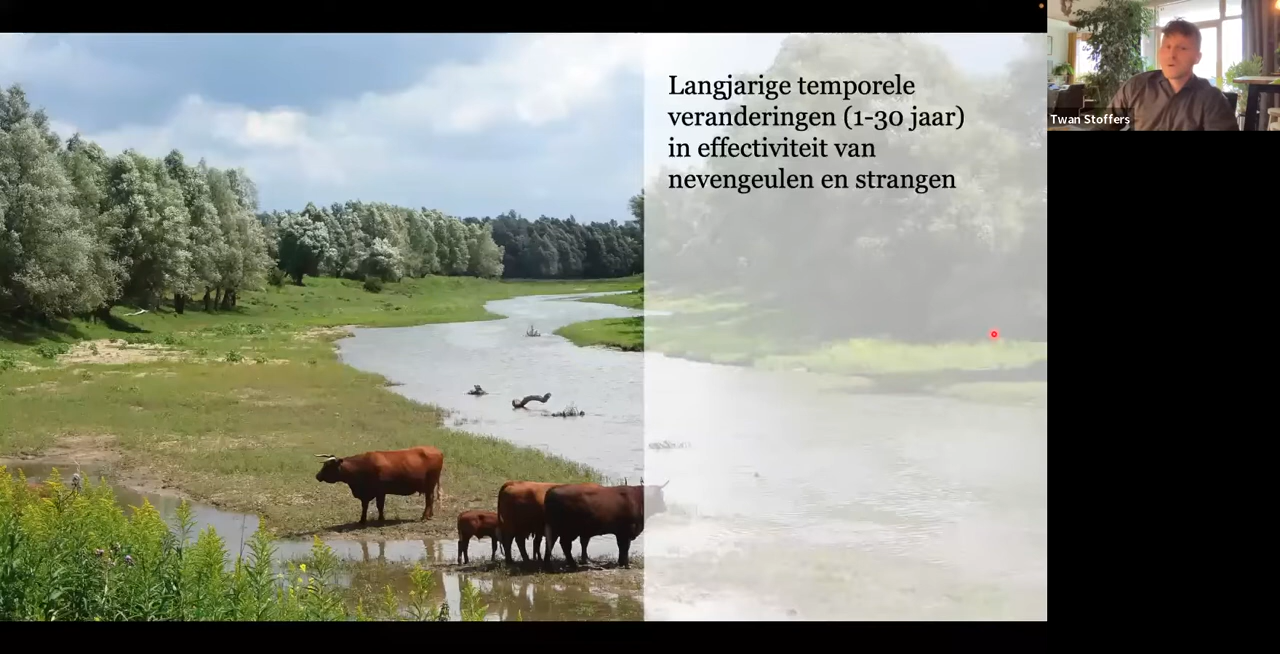 Langjarige temporele
veranderingen (1-30 jaar)
in effectiviteit van
nevengeulen en strangen
Twan Stoffers